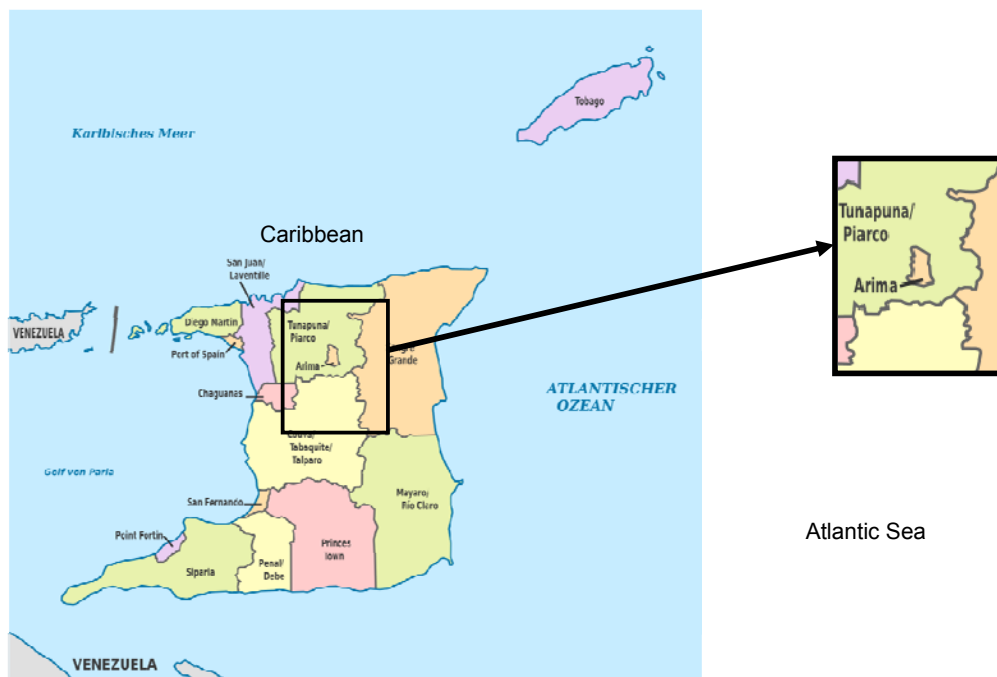 Tobago
Karibisches Meer
Caribbean
San Juan/
Laventille
Diego Martin
Tunapuna/
Piarco
VENEZUELA
Port of Spain
Grande
Arima
Chaguanas
ATLANTISCHER
OZEAN
Couva/
Tabaquite/
Talparo
Golf von Paria
San Fernando
Mayaro/
Río Claro
Point Fortin
Princes
Town
Siparia
Penal/
Debe
VENEZUELA
Tunapuna/
Piarco
Arima
Atlantic Sea